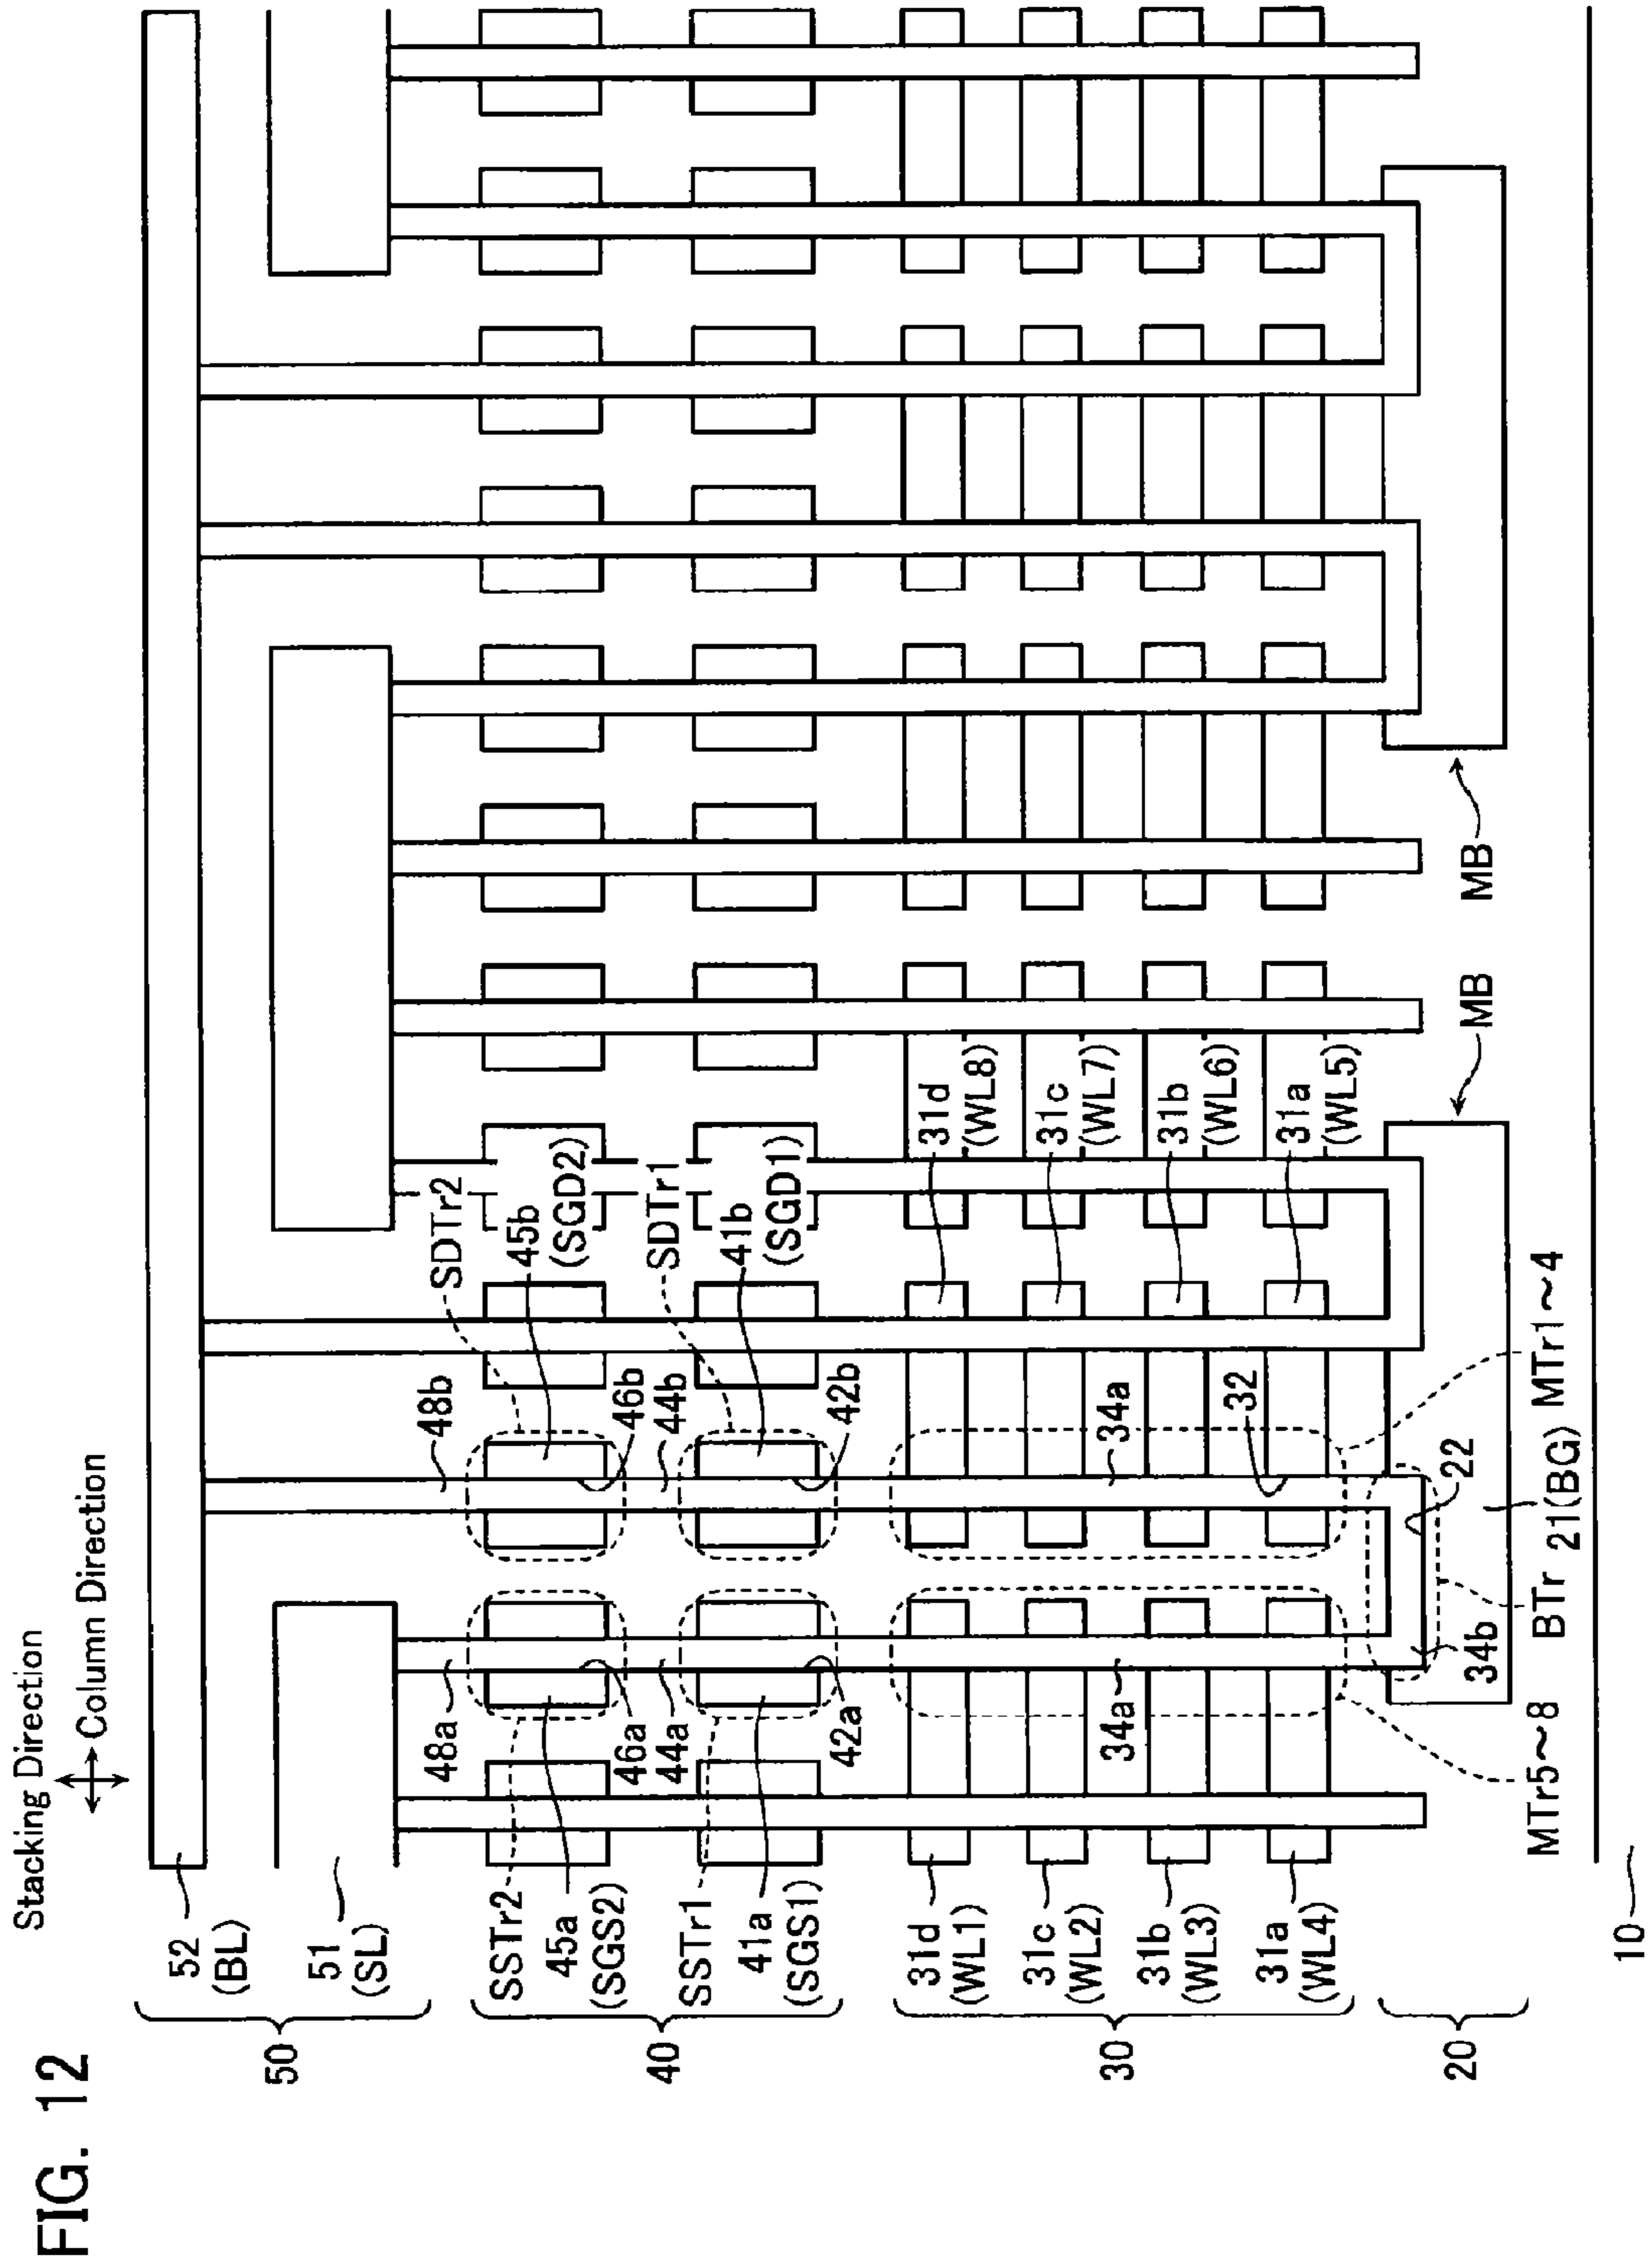 FIG. 12
Stacking Direction
Column Direction
50
52
(BL)
51
(SL)
40
SSTr2
45a
(SGS2)
SSTr1
41a
(SGS1)
30
31d
(WL1)
31c
(WL2)
31b
(WL3)
31a
(WL4)
20
10
48a
46a
44a
42a
34a
MTr5~8
34b
BTr
21(BG)
22
MTr1~4
48b
46b
44b
42b
34a
32
SDTr2
45b
(SGD2)
SDTr1
41b
(SGD1)
31d
(WL8)
31c
(WL7)
31b
(WL6)
31a
(WL5)
MB
MB